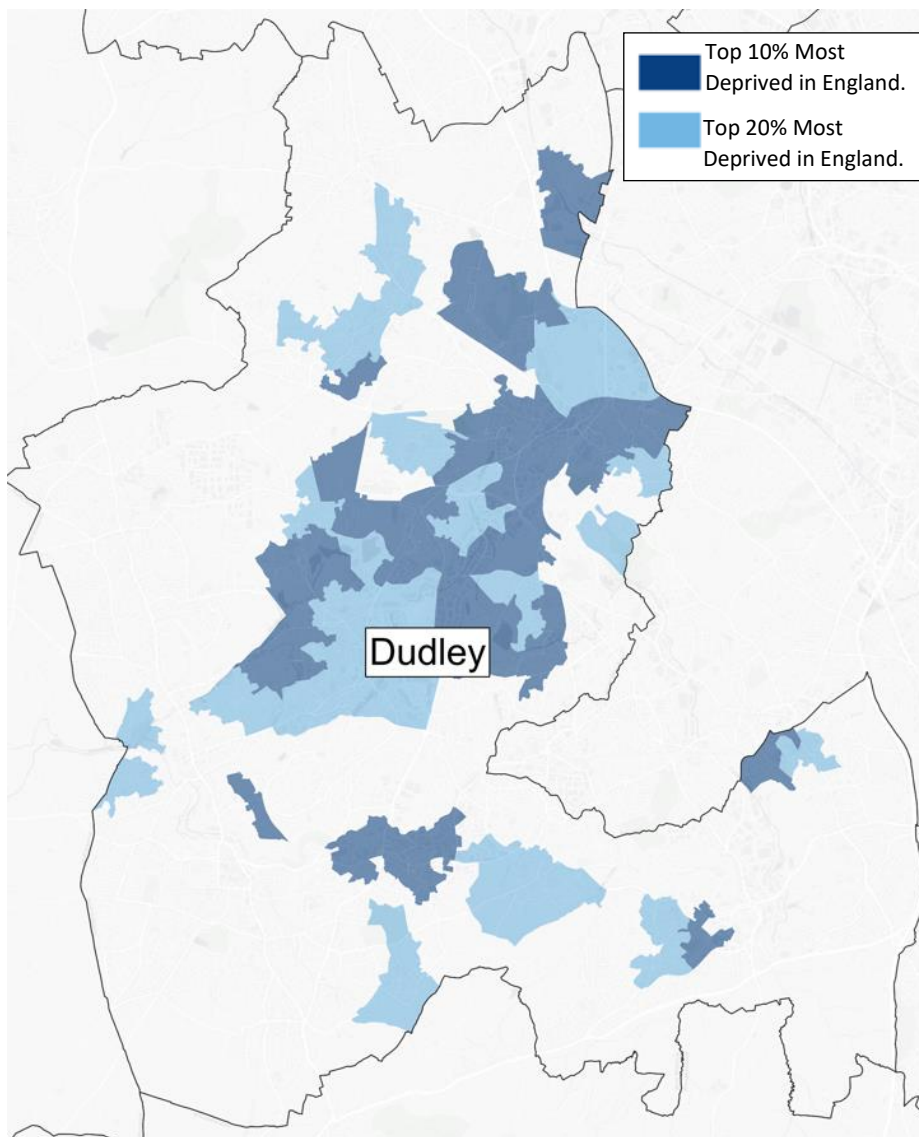 Top 10% Most
Deprived in England.
Top 20% Most
Deprived in England.
Dudley